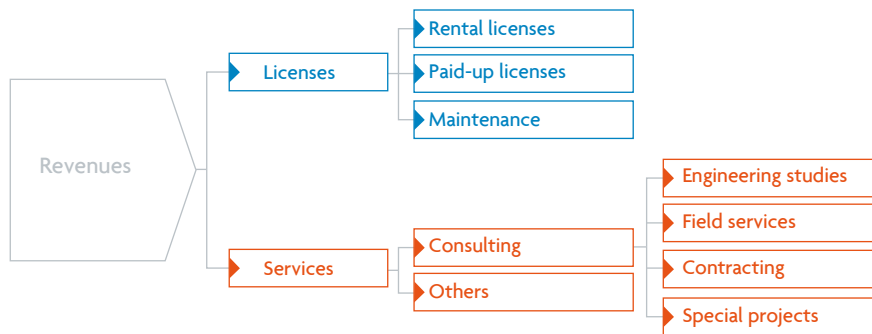 Revenues
Licenses
Rental licenses
Paid-up licenses
Maintenance
Services
Consulting
Others
Engineering studies
Field services
Contracting
Special projects